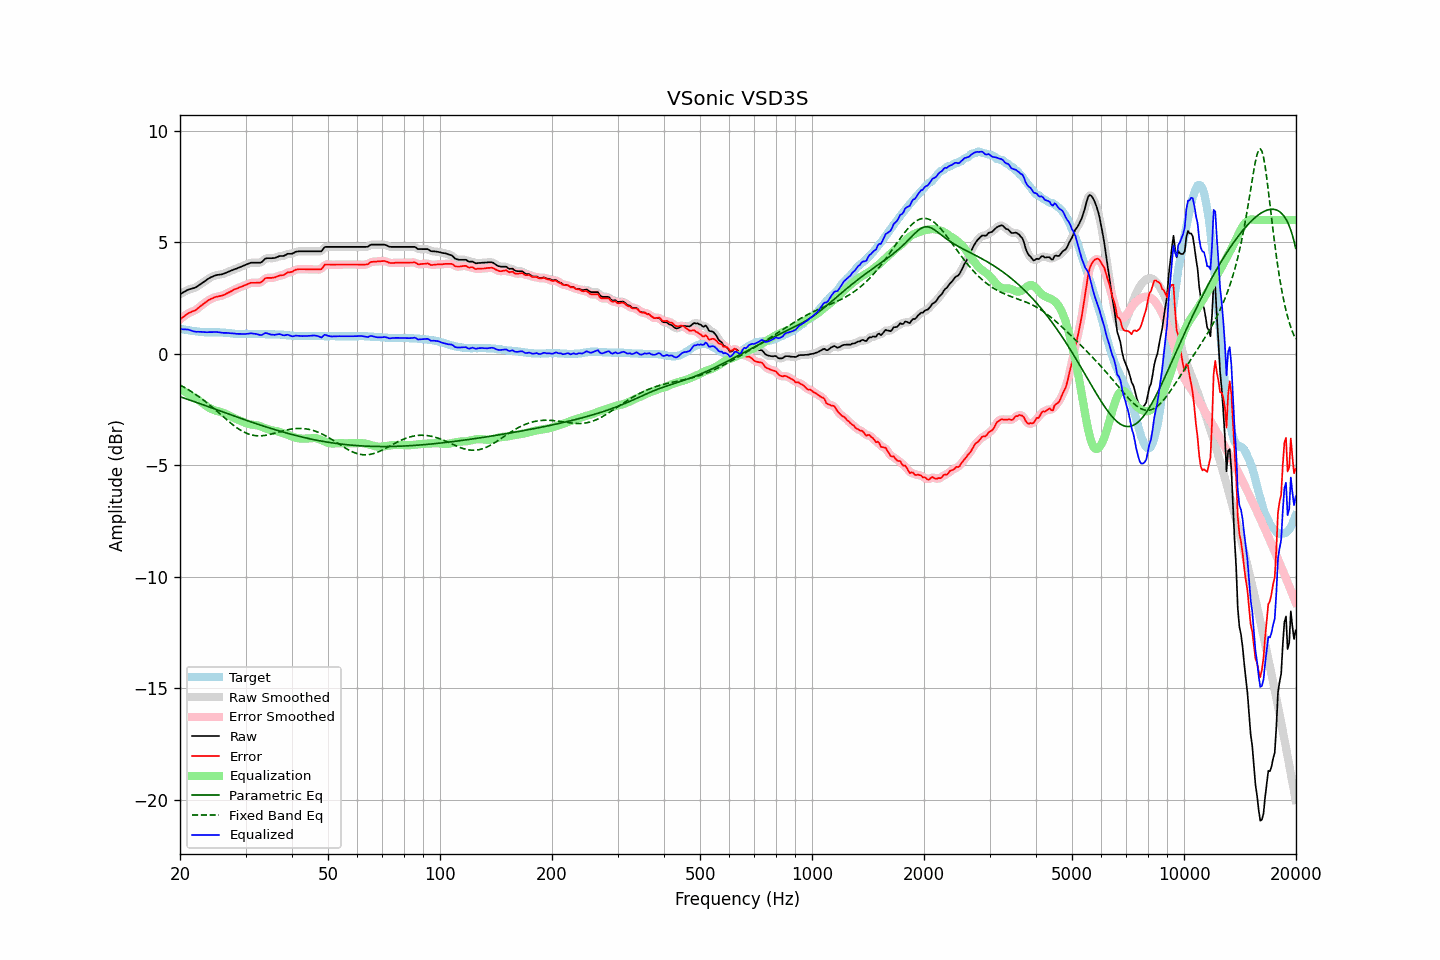 VSonic VSD3S
10
5
0
−5
−10
−15
−20
Amplitude (dBr)
Target
Raw Smoothed
Error Smoothed
Raw
Error
Equalization
Parametric Eq
Fixed Band Eq
Equalized
20 50 100 200 500 1000 2000 5000 10000 20000
Frequency (Hz)